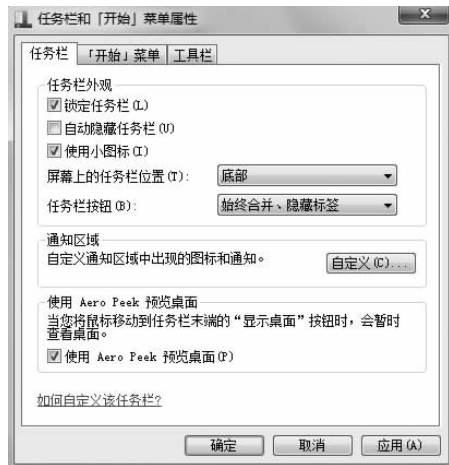 任务栏和「开始」菜单属性
任务栏 「开始」菜单 工具栏
任务栏外观
锁定任务栏(L)
自动隐藏任务栏(U)
使用小图标(I)
屏幕上的任务栏位置(T): 底部
任务栏按钮(B): 始终合并、隐藏标签
通知区域
自定义通知区域中出现的图标和通知。 自定义(C)...
使用 Aero Peek 预览桌面
当您将鼠标移动到任务栏末端的“显示桌面”按钮时，会暂时
查看桌面。
使用 Aero Peek 预览桌面(P)
如何自定义该任务栏?
确定 取消 应用(A)